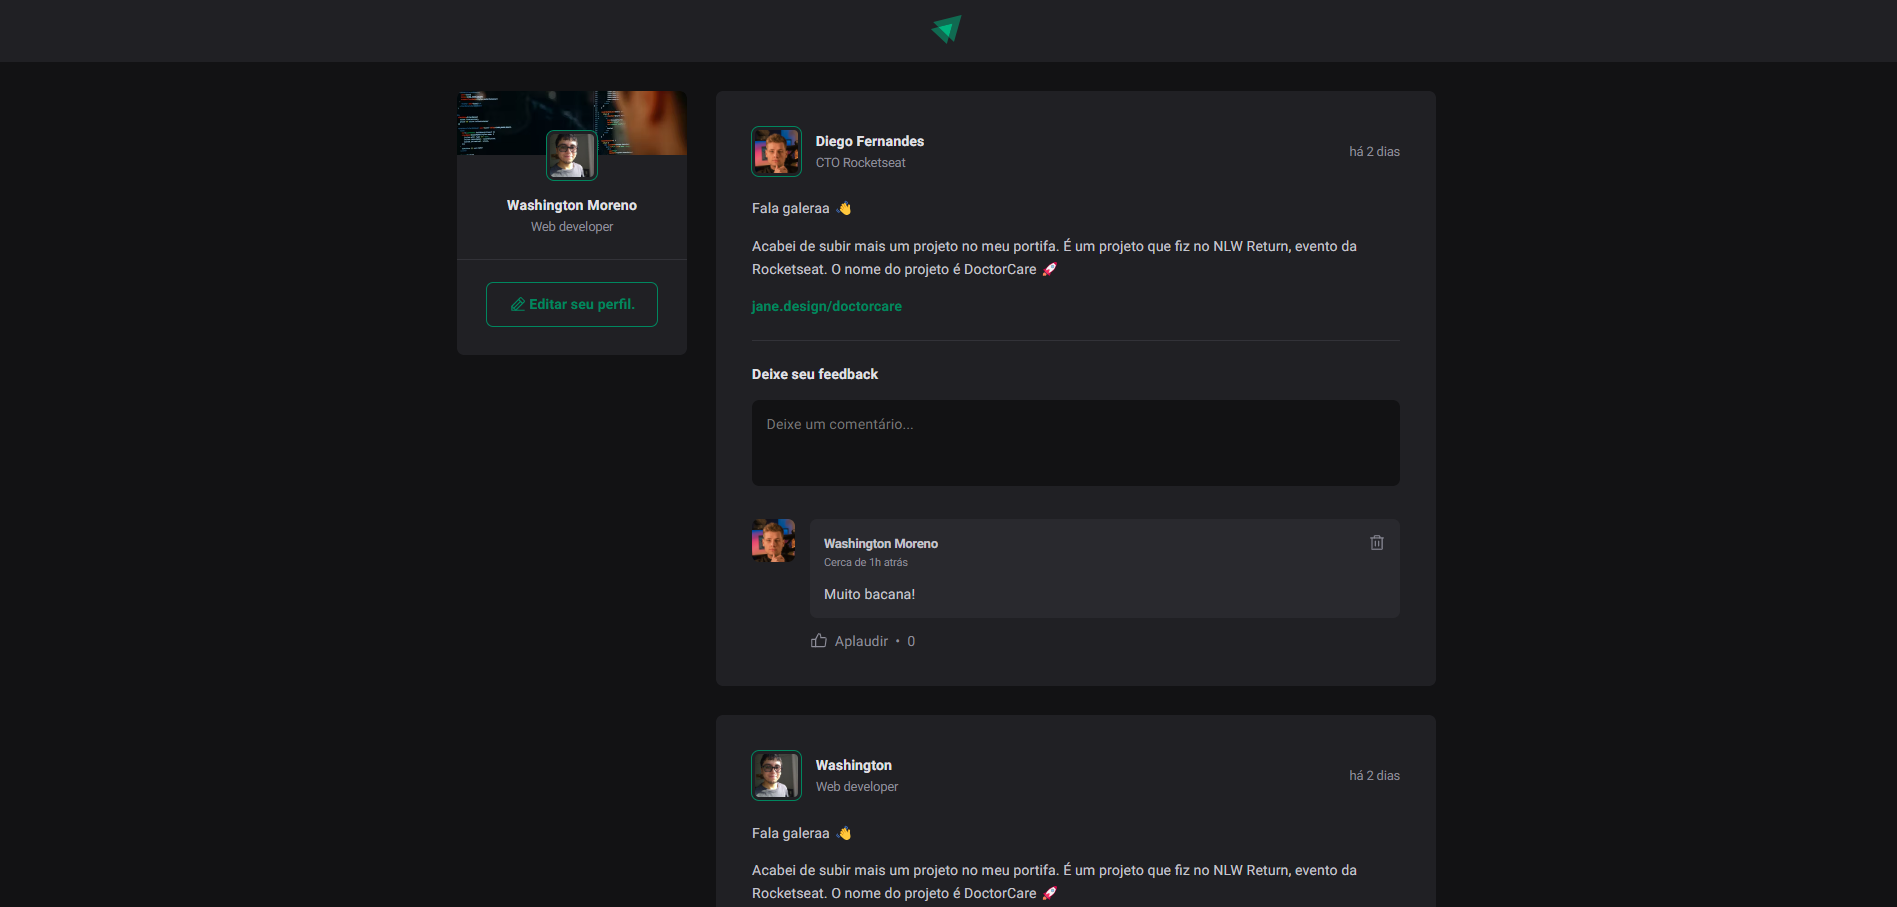 Washington Moreno
Web developer
Editar seu perfil.
Diego Fernandes
CTO Rocketseat
há 2 dias
Fala galeraa 👋
Acabei de subir mais um projeto no meu portifa. É um projeto que fiz no NLW Return, evento da
Rocketseat. O nome do projeto é DoctorCare 🚀
jane.design/doctorcare
Deixe seu feedback
Deixe um comentário...
Washington Moreno
Cerca de 1h atrás
Muito bacana!
Aplaudir • 0
Washington
Web developer
há 2 dias
Fala galeraa 👋
Acabei de subir mais um projeto no meu portifa. É um projeto que fiz no NLW Return, evento da
Rocketseat. O nome do projeto é DoctorCare 🚀